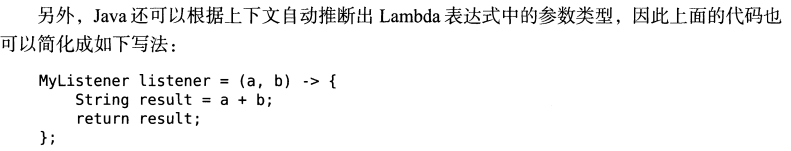 另外，Java 还可以根据上下文自动推断出 Lambda 表达式中的参数类型，因此上面的代码也
可以简化成如下写法：
MyListener listener = (a, b) -> {
    String result = a + b;
    return result;
};